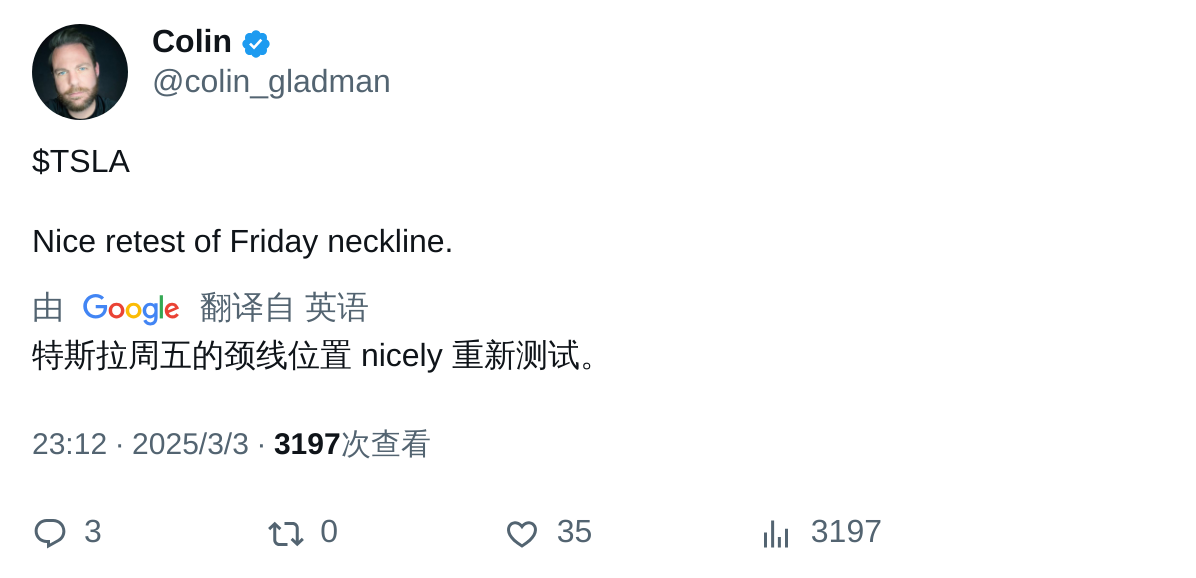 Colin
@colin_gladman
$TSLA
Nice retest of Friday neckline.
由 Google 翻译自 英语
特斯拉周五的颈线位置 nicely 重新测试。
23:12 · 2025/3/3 · 3197次查看
3 0 35 3197